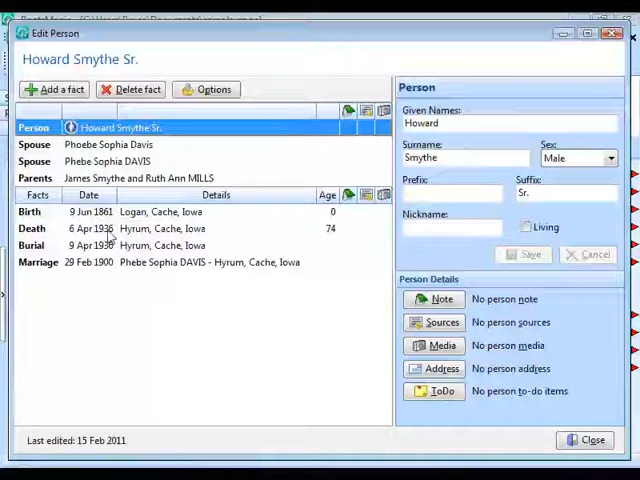 Edit Person
Howard Smythe Sr.
Add a fact
Delete fact
Options
Person Howard Smythe Sr.
Spouse Phoebe Sophia Davis
Spouse Phebe Sophia DAVIS
Parents James Smythe and Ruth Ann MILLS
Facts Date Details Age
Birth 9 Jun 1861 Logan, Cache, Iowa 0
Death 6 Apr 1936 Hyrum, Cache, Iowa 74
Burial 9 Apr 1936 Hyrum, Cache, Iowa
Marriage 29 Feb 1900 Phebe Sophia DAVIS - Hyrum, Cache, Iowa
Last edited: 15 Feb 2011
Person
Given Names:
Howard
Surname: Sex:
Smythe Male
Prefix: Suffix:
Sr.
Nickname:
Living
Save Cancel
Person Details
Note No person note
Sources No person sources
Media No person media
Address No person address
ToDo No person to-do items
Close